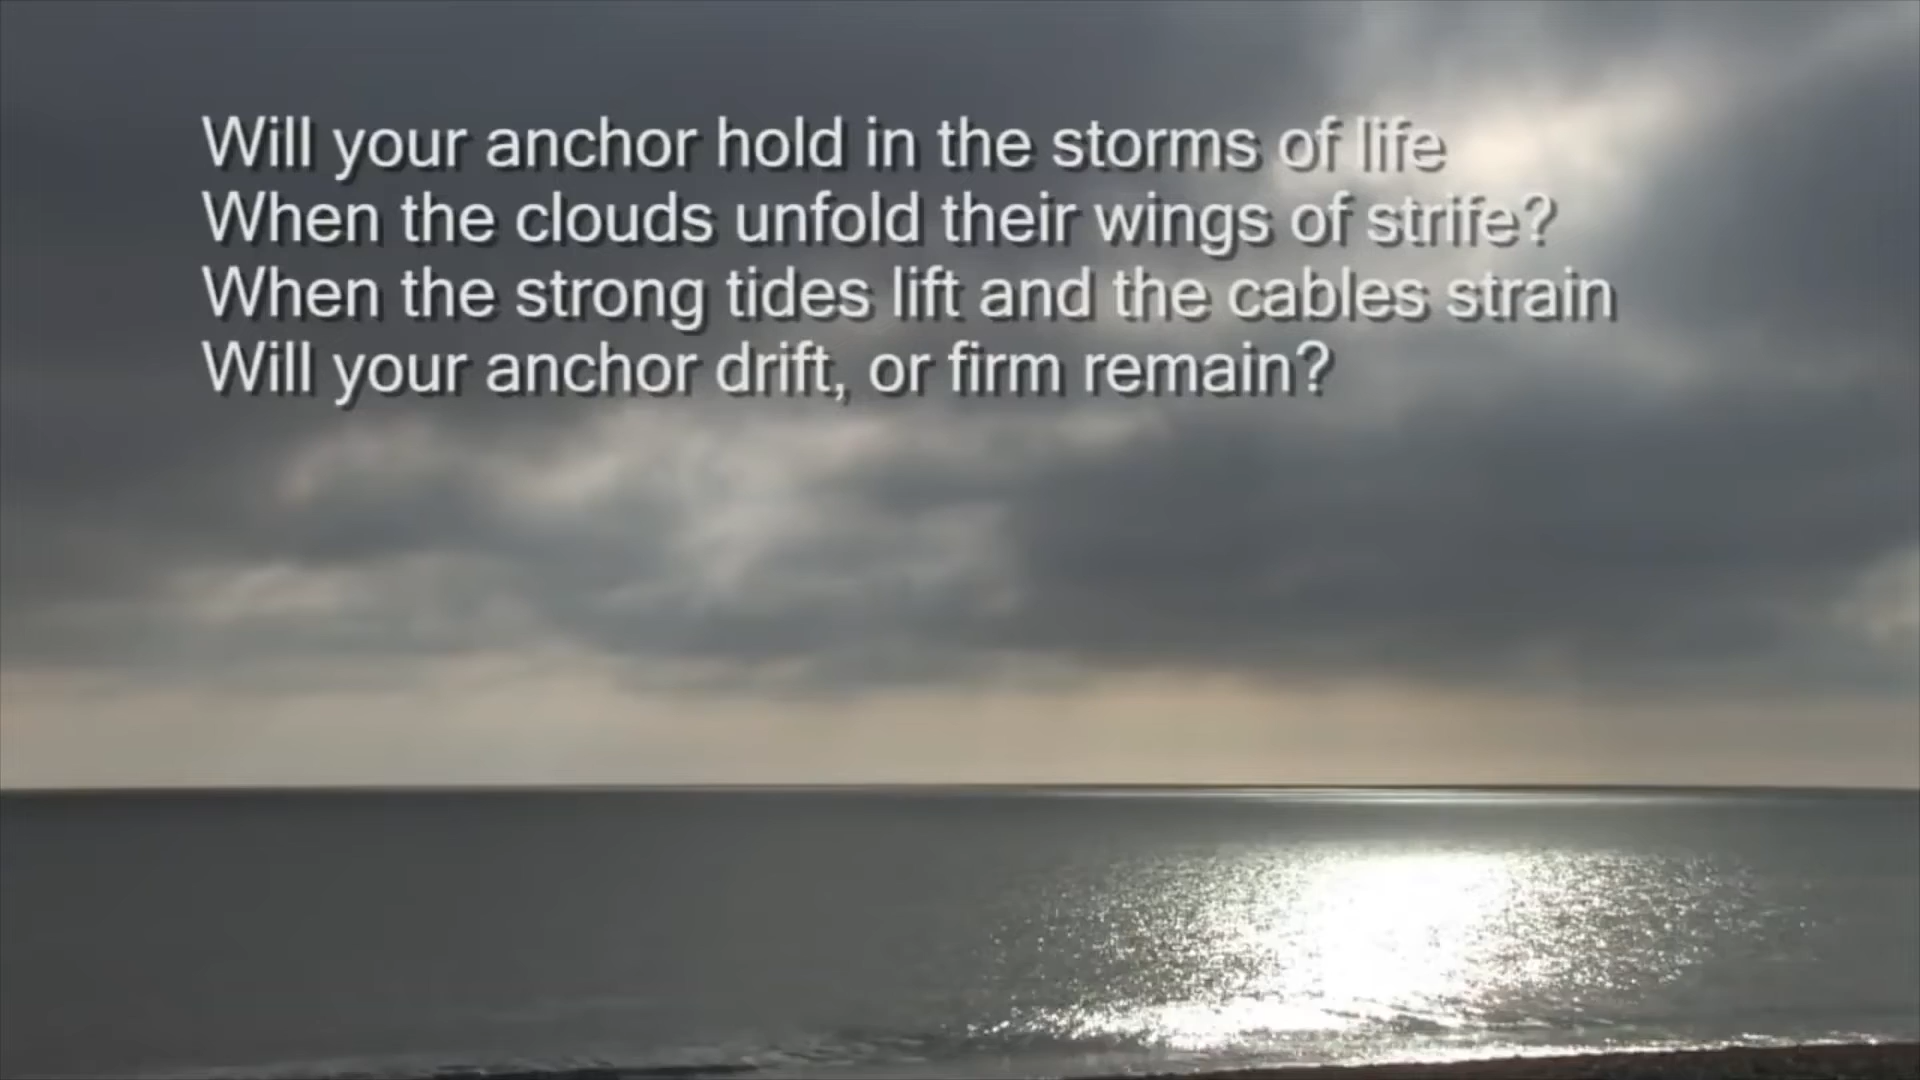 Will your anchor hold in the storms of life
When the clouds unfold their wings of strife?
When the strong tides lift and the cables strain
Will your anchor drift, or firm remain?